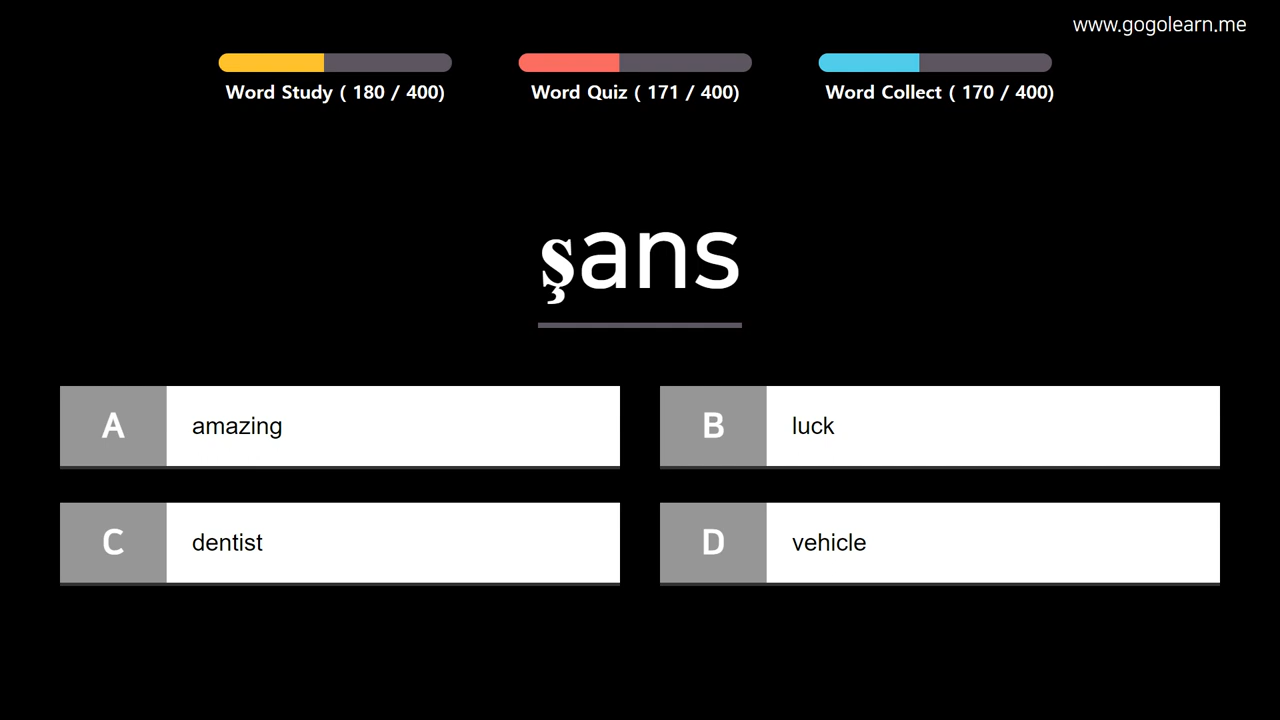 www.gogolearn.me
Word Study ( 180 / 400)
Word Quiz ( 171 / 400)
Word Collect ( 170 / 400)
şans
A amazing
B luck
C dentist
D vehicle